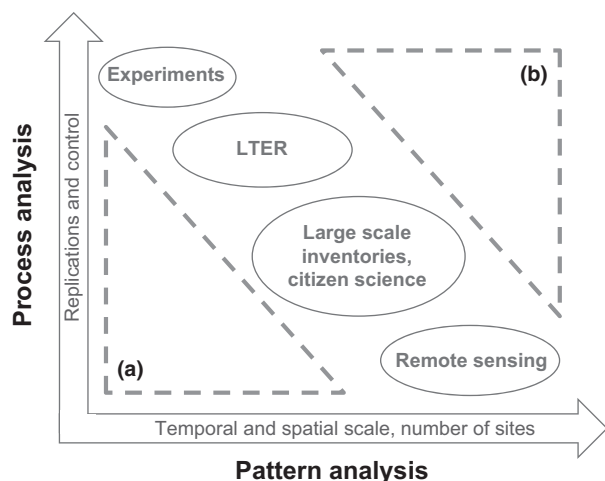 Experiments
(b)
LTER
Large scale
inventories,
citizen science
(a)
Remote sensing
Process analysis
Replications and control
Temporal and spatial scale, number of sites
Pattern analysis